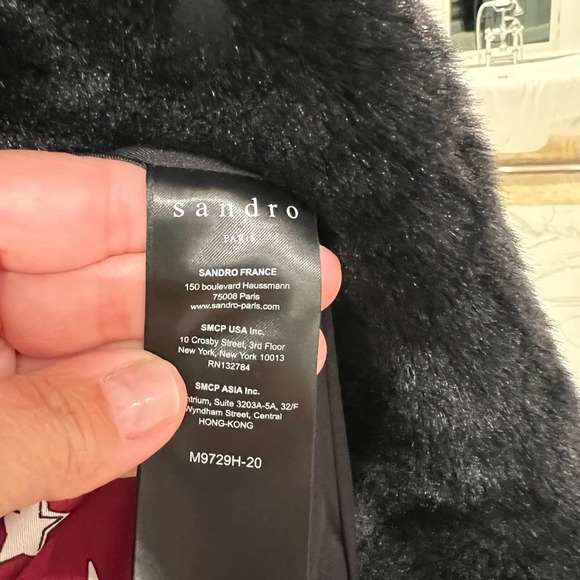 sandro
PARIS
SANDRO FRANCE
150 boulevard Haussmann
75008 Paris
www.sandro-paris.com
SMCP USA Inc.
10 Crosby Street, 3rd Floor
New York, New York 10013
RN132784
SMCP ASIA Inc.
Suite 3203A-5A, 32/F
Street, Central
HONG-KONG
M9729H-20